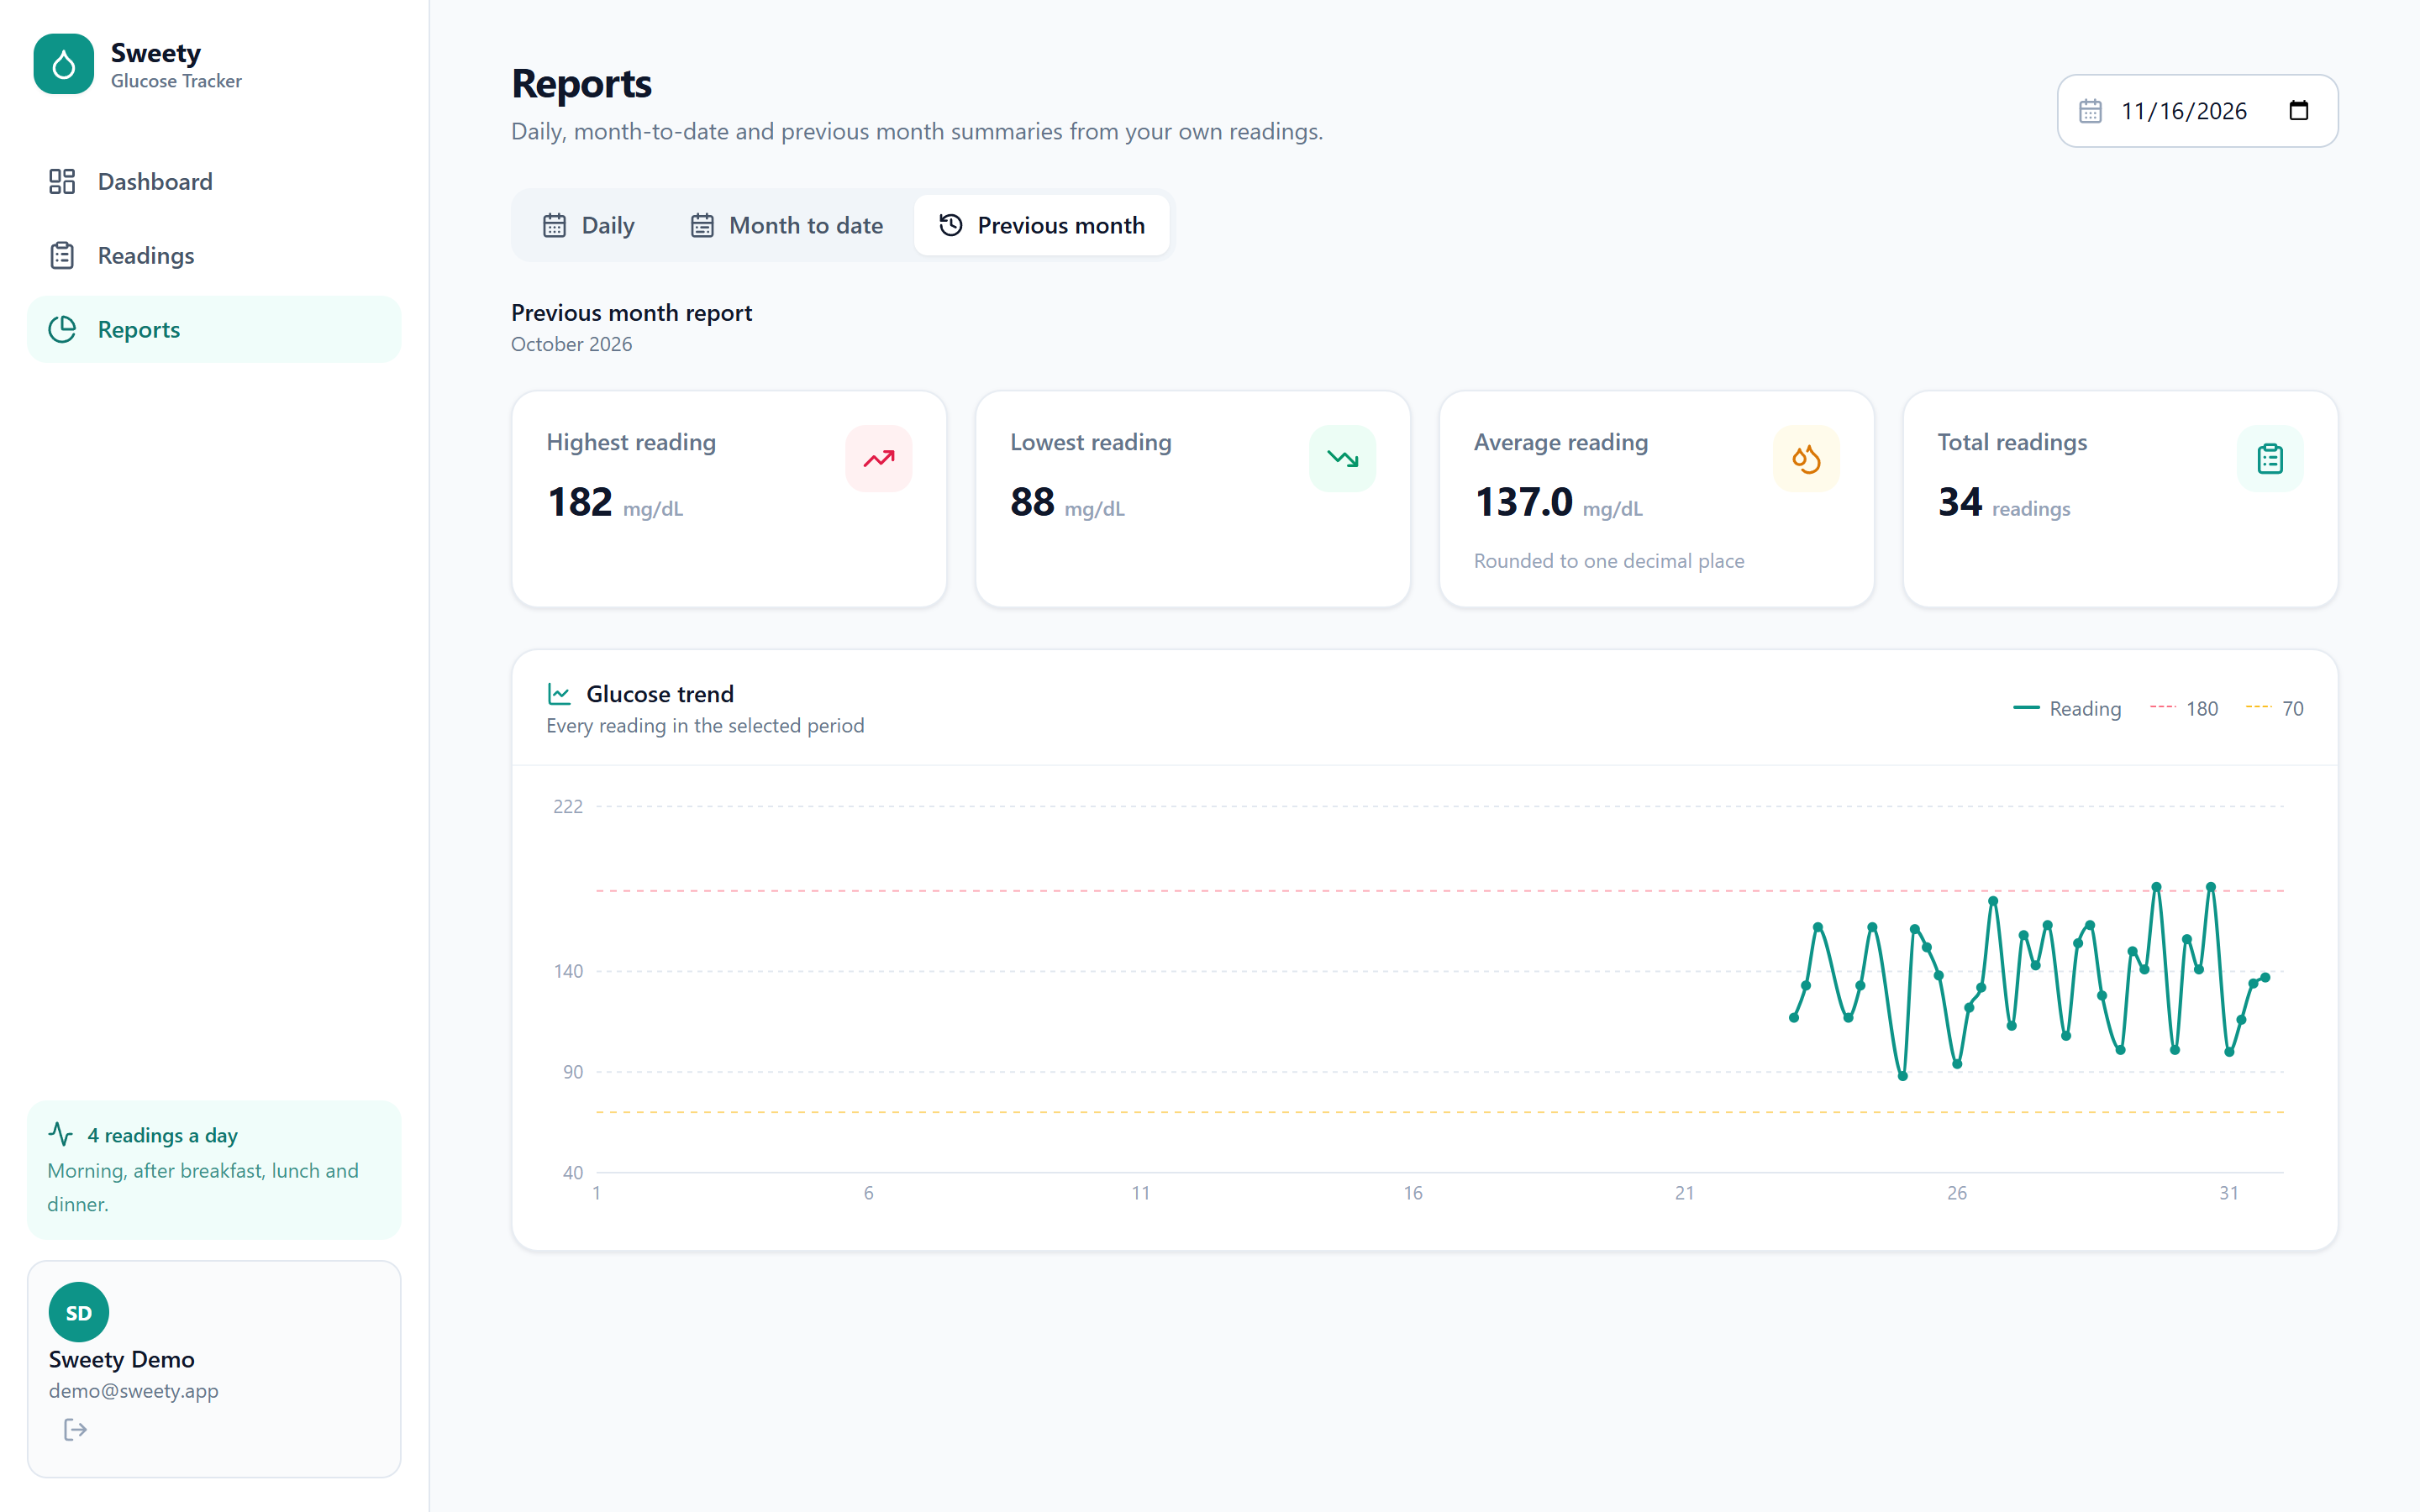 Sweety
Glucose Tracker
Dashboard
Readings
Reports
4 readings a day
Morning, after breakfast, lunch and
dinner.
SD
Sweety Demo
demo@sweety.app
Reports
Daily, month-to-date and previous month summaries from your own readings.
11/16/2026
Daily
Month to date
Previous month
Previous month report
October 2026
Highest reading
182 mg/dL
Lowest reading
88 mg/dL
Average reading
137.0 mg/dL
Rounded to one decimal place
Total readings
34 readings
Glucose trend
Every reading in the selected period
Reading
180
70
222
140
90
40
1
6
11
16
21
26
31